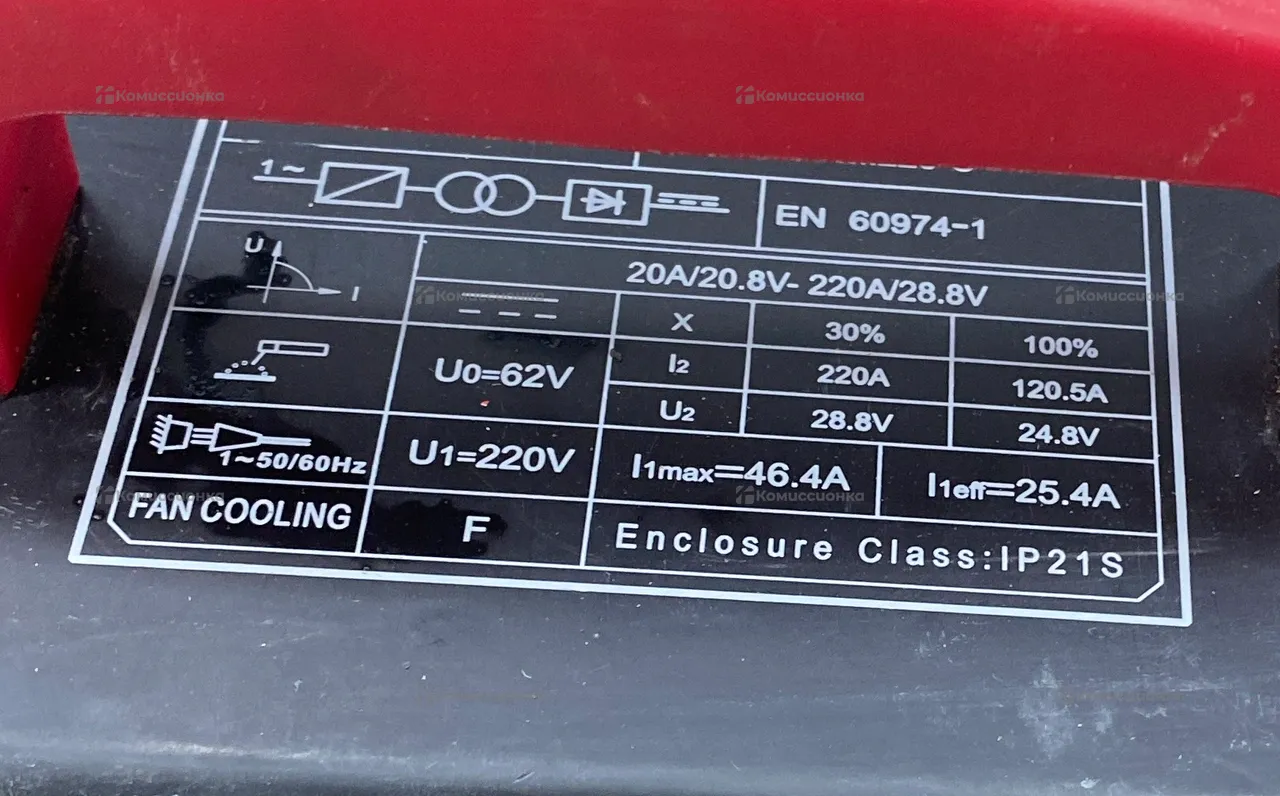 Комиссионка
Комиссионка
1~
EN 60974-1
U
I
20A/20.8V- 220A/28.8V
Комиссионка
Комиссионка
X
30%
100%
U0=62V
I2
220A
120.5A
U2
28.8V
24.8V
1~50/60Hz
U1=220V
I1max=46.4A
I1eff=25.4A
Комиссионка
Комиссионка
FAN COOLING
F
Enclosure Class:IP21S